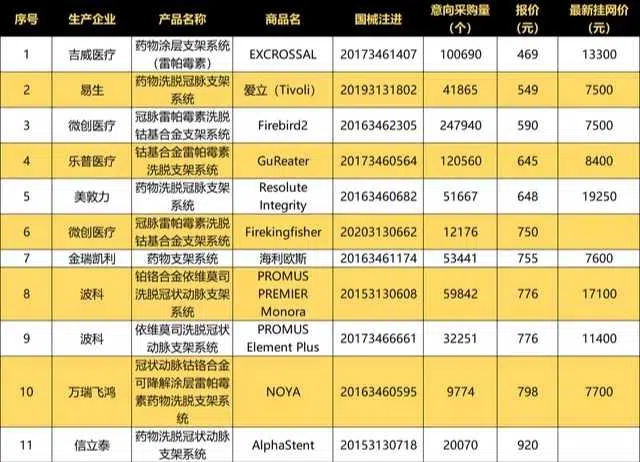 序号 生产企业 产品名称 商品名 国械注进 意向采购量（个） 报价（元） 最新挂网价（元）
1 吉威医疗 药物涂层支架系统（雷帕霉素） EXCROSSAL 20173461407 100690 469 13300
2 易生 药物洗脱冠脉支架系统 爱立（Tivoli） 20193131802 41865 549 7500
3 微创医疗 冠脉雷帕霉素洗脱钴基合金支架系统 Firebird2 20163462305 247940 590 7500
4 乐普医疗 钴基合金雷帕霉素洗脱支架系统 GuReater 20173460564 120560 645 8400
5 美敦力 药物洗脱冠脉支架系统 Resolute Integrity 20163460682 51667 648 19250
6 微创医疗 冠脉雷帕霉素洗脱钴基合金支架系统 Firekingfisher 20203130662 12176 750
7 金瑞凯利 药物支架系统 海利欧斯 20163461174 53441 755 7600
8 波科 铂铬合金依维莫司洗脱冠状动脉支架系统 PROMUS PREMIER Monora 20153130608 59842 776 17100
9 波科 依维莫司洗脱冠状动脉支架系统 PROMUS Element Plus 20173466661 32251 776 11400
10 万瑞飞鸿 冠状动脉钴铬合金可降解涂层雷帕霉素药物洗脱支架系统 NOYA 20163460595 9774 798 7700
11 信立泰 药物洗脱冠状动脉支架系统 AlphaStent 20153130718 20070 920